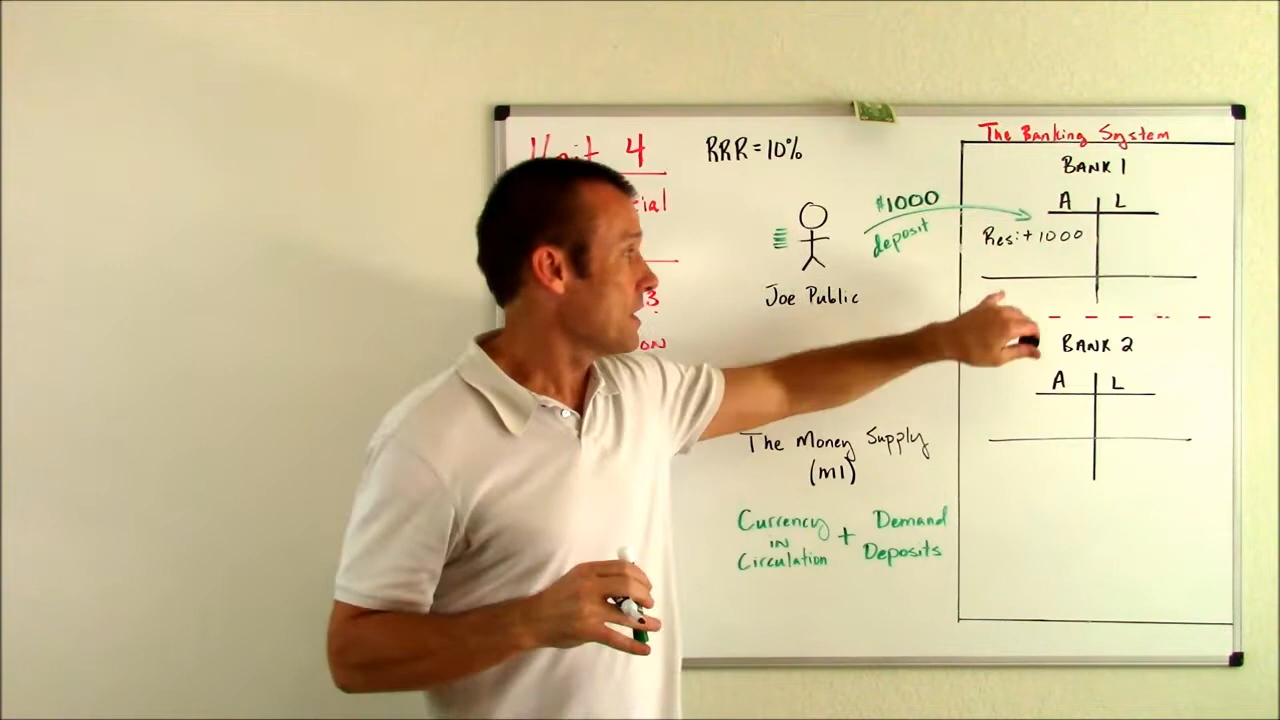 Unit 4
RRR = 10%
$1000
deposit
Joe Public
The Money Supply
(M1)
Currency
in
Circulation
+
Demand
Deposits
The Banking System
BANK 1
A L
Res: + 1000
BANK 2
A L